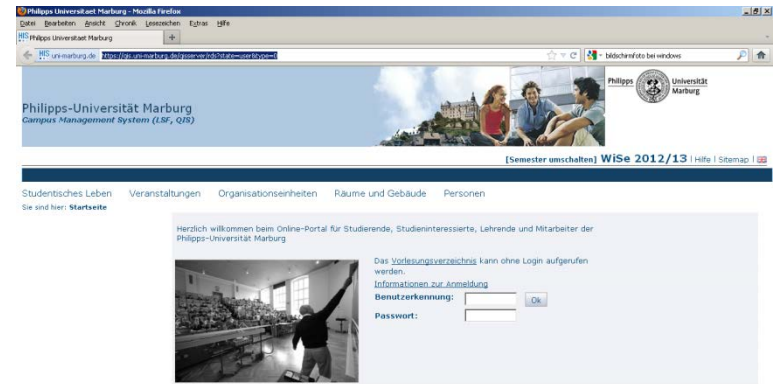 Philipps Universitaet Marburg - Mozilla Firefox
Datei Bearbeiten Ansicht Chronik Lesezeichen Extras Hilfe
HIS Philipps Universitaet Marburg
HIS uni-marburg.de https://qis.uni-marburg.de/qisserver/rds?state=user&type=0 bildschirmfoto bei windows
Philipps Universität
Marburg
Philipps-Universität Marburg
Campus Management System (LSF, QIS)
[Semester umschalten] WiSe 2012/13 | Hilfe | Sitemap |
Studentisches Leben Veranstaltungen Organisationseinheiten Räume und Gebäude Personen
Sie sind hier: Startseite
Herzlich willkommen beim Online-Portal für Studierende, Studieninteressierte, Lehrende und Mitarbeiter der
Philipps-Universität Marburg
Das Vorlesungsverzeichnis kann ohne Login aufgerufen
werden.
Informationen zur Anmeldung
Benutzerkennung: Ok
Passwort: